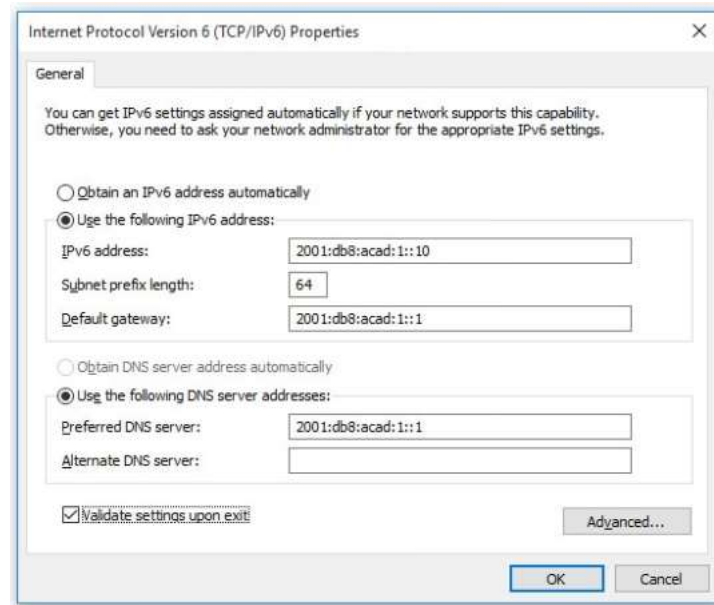 Internet Protocol Version 6 (TCP/IPv6) Properties
General
You can get IPv6 settings assigned automatically if your network supports this capability.
Otherwise, you need to ask your network administrator for the appropriate IPv6 settings.
Obtain an IPv6 address automatically
Use the following IPv6 address:
IPv6 address: 2001:db8:acad:1::10
Subnet prefix length: 64
Default gateway: 2001:db8:acad:1::1
Obtain DNS server address automatically
Use the following DNS server addresses:
Preferred DNS server: 2001:db8:acad:1::1
Alternate DNS server:
Validate settings upon exit
Advanced...
OK Cancel